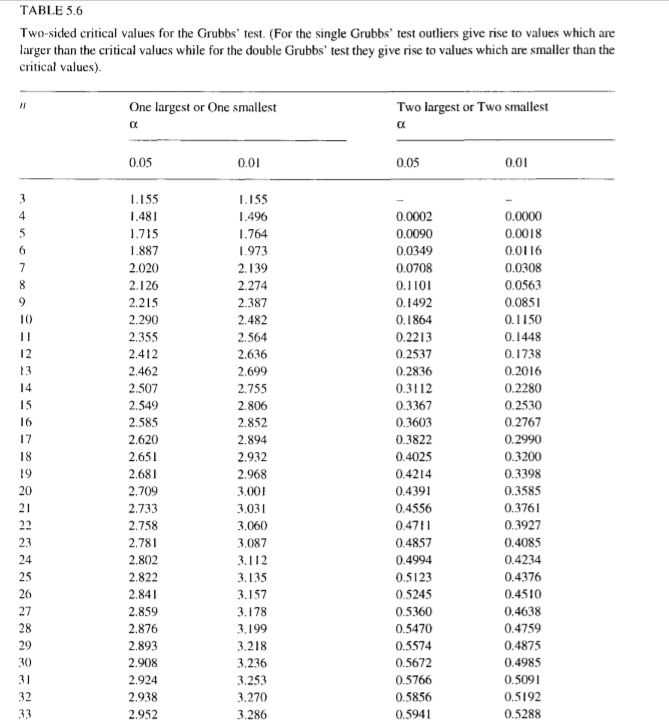 TABLE 5.6
Two-sided critical values for the Grubbs' test. (For the single Grubbs' test outliers give rise to values which are
larger than the critical values while for the double Grubbs' test they give rise to values which are smaller than the
critical values).
n One largest or One smallest Two largest or Two smallest
α α
0.05 0.01 0.05 0.01
3 1.155 1.155 – –
4 1.481 1.496 0.0002 0.0000
5 1.715 1.764 0.0090 0.0018
6 1.887 1.973 0.0349 0.0116
7 2.020 2.139 0.0708 0.0308
8 2.126 2.274 0.1101 0.0563
9 2.215 2.387 0.1492 0.0851
10 2.290 2.482 0.1864 0.1150
11 2.355 2.564 0.2213 0.1448
12 2.412 2.636 0.2537 0.1738
13 2.462 2.699 0.2836 0.2016
14 2.507 2.755 0.3112 0.2280
15 2.549 2.806 0.3367 0.2530
16 2.585 2.852 0.3603 0.2767
17 2.620 2.894 0.3822 0.2990
18 2.651 2.932 0.4025 0.3200
19 2.681 2.968 0.4214 0.3398
20 2.709 3.001 0.4391 0.3585
21 2.733 3.031 0.4556 0.3761
22 2.758 3.060 0.4711 0.3927
23 2.781 3.087 0.4857 0.4085
24 2.802 3.112 0.4994 0.4234
25 2.822 3.135 0.5123 0.4376
26 2.841 3.157 0.5245 0.4510
27 2.859 3.178 0.5360 0.4638
28 2.876 3.199 0.5470 0.4759
29 2.893 3.218 0.5574 0.4875
30 2.908 3.236 0.5672 0.4985
31 2.924 3.253 0.5766 0.5091
32 2.938 3.270 0.5856 0.5192
33 2.952 3.286 0.5941 0.5288